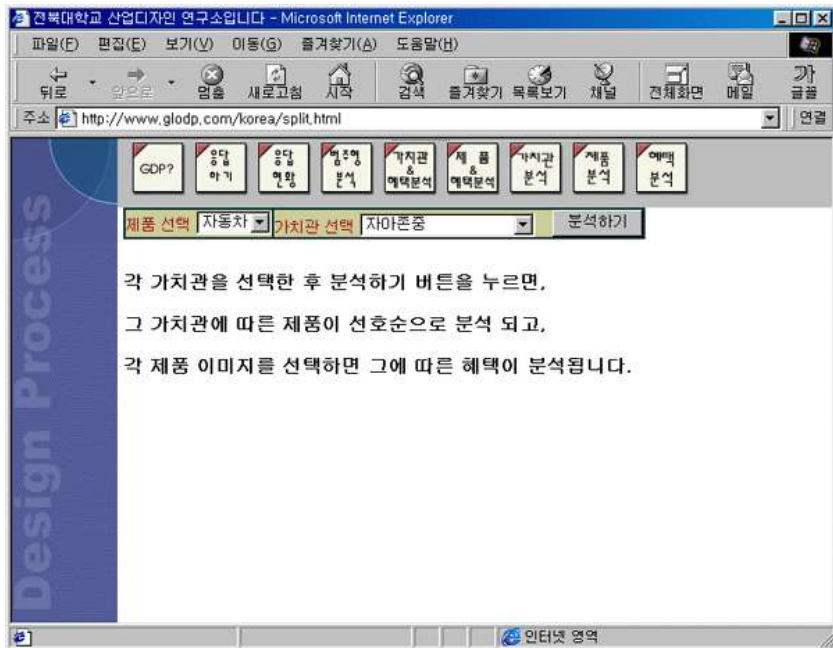 전북대학교 산업디자인 연구소입니다 - Microsoft Internet Explorer
파일(F) 편집(E) 보기(V) 이동(G) 즐겨찾기(A) 도움말(H)
뒤로 앞으로 멈춤 새로고침 시작 검색 즐겨찾기 목록보기 채널 전체화면 메일 글꼴
주소 http://www.glodp.com/korea/split.html 연결
GDP? 응답하기 응답현황 범주형분석 가치관&혜택분석 제품&혜택분석 가치관분석 제품분석 혜택분석
제품 선택 자동차 가치관 선택 자아존중 분석하기
각 가치관을 선택한 후 분석하기 버튼을 누르면,
그 가치관에 따른 제품이 선호순으로 분석 되고,
각 제품 이미지를 선택하면 그에 따른 혜택이 분석됩니다.
Design Process
인터넷 영역